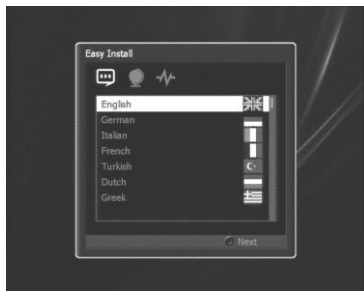 Easy Install
English
German
Italian
French
Turkish
Dutch
Greek
Next